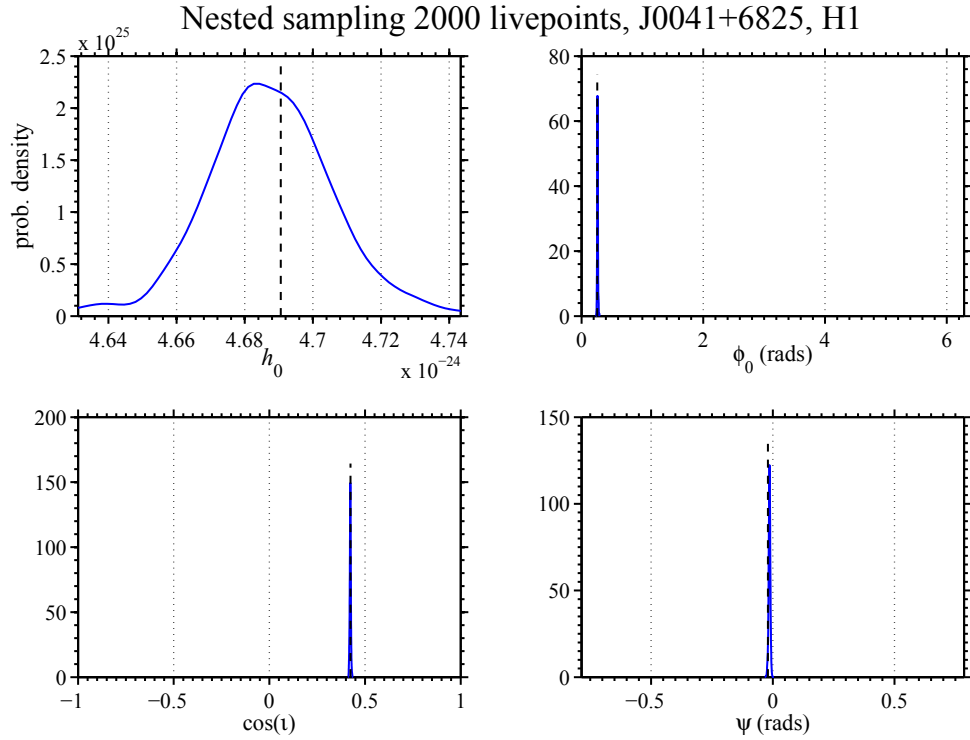 Nested sampling 2000 livepoints, J0041+6825, H1
x 10^25
2.5
2
1.5
1
0.5
0
prob. density
4.64 4.66 4.68 4.7 4.72 4.74
h_0
x 10^−24
80
60
40
20
0
0 2 4 6
ϕ_0 (rads)
200
150
100
50
0
−1 −0.5 0 0.5 1
cos(ι)
150
100
50
0
−0.5 0 0.5
ψ (rads)